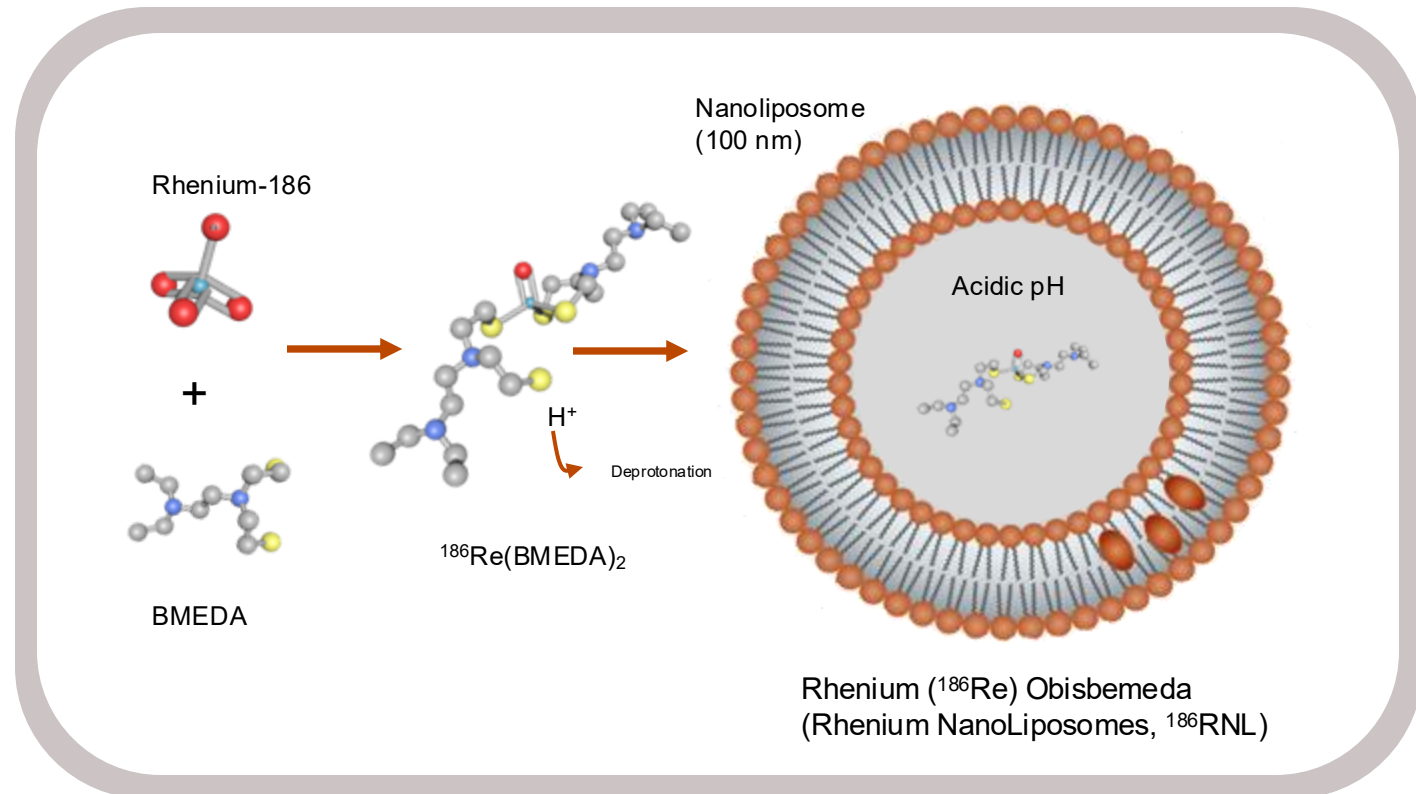 Nanoliposome
(100 nm)
Rhenium-186
Acidic pH
+
H⁺
Deprotonation
¹⁸⁶Re(BMEDA)₂
BMEDA
Rhenium (¹⁸⁶Re) Obisbemeda
(Rhenium NanoLiposomes, ¹⁸⁶RNL)